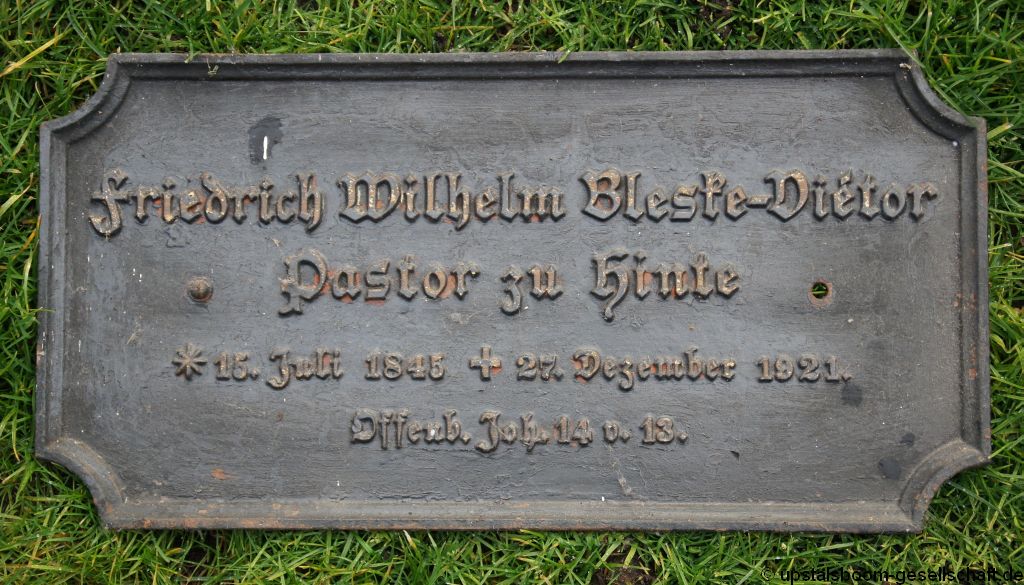 Friedrich Wilhelm Bleske-Viëtor
Pastor zu Hinte
* 15. Juli 1845 + 27. Dezember 1921.
Offenb. Joh. 14 v. 13.
© upstalsboom-gesellschaft.de